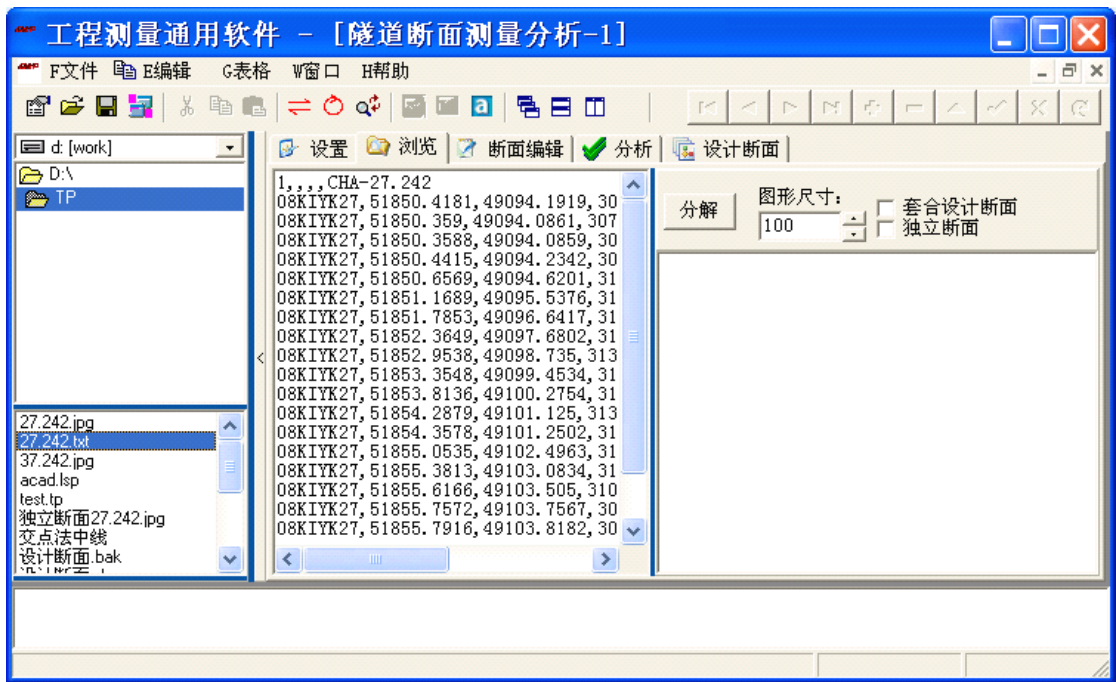 工程测量通用软件 - [隧道断面测量分析-1]
F文件 E编辑 G表格 W窗口 H帮助
a
d: [work]
设置 浏览 断面编辑 分析 设计断面
D:\
TP
27.242.jpg
27.242.txt
37.242.jpg
acad.lsp
test.tp
独立断面27.242.jpg
交点法中线
设计断面.bak
1,,,,CHA-27.242
08KIYK27,51850.4181,49094.1919,30
08KIYK27,51850.359,49094.0861,307
08KIYK27,51850.3588,49094.0859,30
08KIYK27,51850.4415,49094.2342,30
08KIYK27,51850.6569,49094.6201,31
08KIYK27,51851.1689,49095.5376,31
08KIYK27,51851.7853,49096.6417,31
08KIYK27,51852.3649,49097.6802,31
08KIYK27,51852.9538,49098.735,313
08KIYK27,51853.3548,49099.4534,31
08KIYK27,51853.8136,49100.2754,31
08KIYK27,51854.2879,49101.125,313
08KIYK27,51854.3578,49101.2502,31
08KIYK27,51855.0535,49102.4963,31
08KIYK27,51855.3813,49103.0834,31
08KIYK27,51855.6166,49103.505,310
08KIYK27,51855.7572,49103.7567,30
08KIYK27,51855.7916,49103.8182,30
分解
图形尺寸:
100
套合设计断面
独立断面